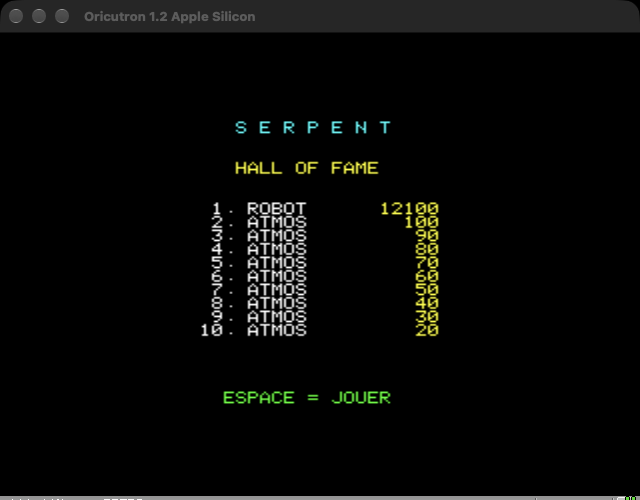 Oricutron 1.2 Apple Silicon
S E R P E N T
HALL OF FAME
1. ROBOT 12100
2. ATMOS 100
3. ATMOS 90
4. ATMOS 80
5. ATMOS 70
6. ATMOS 60
7. ATMOS 50
8. ATMOS 40
9. ATMOS 30
10. ATMOS 20
ESPACE = JOUER